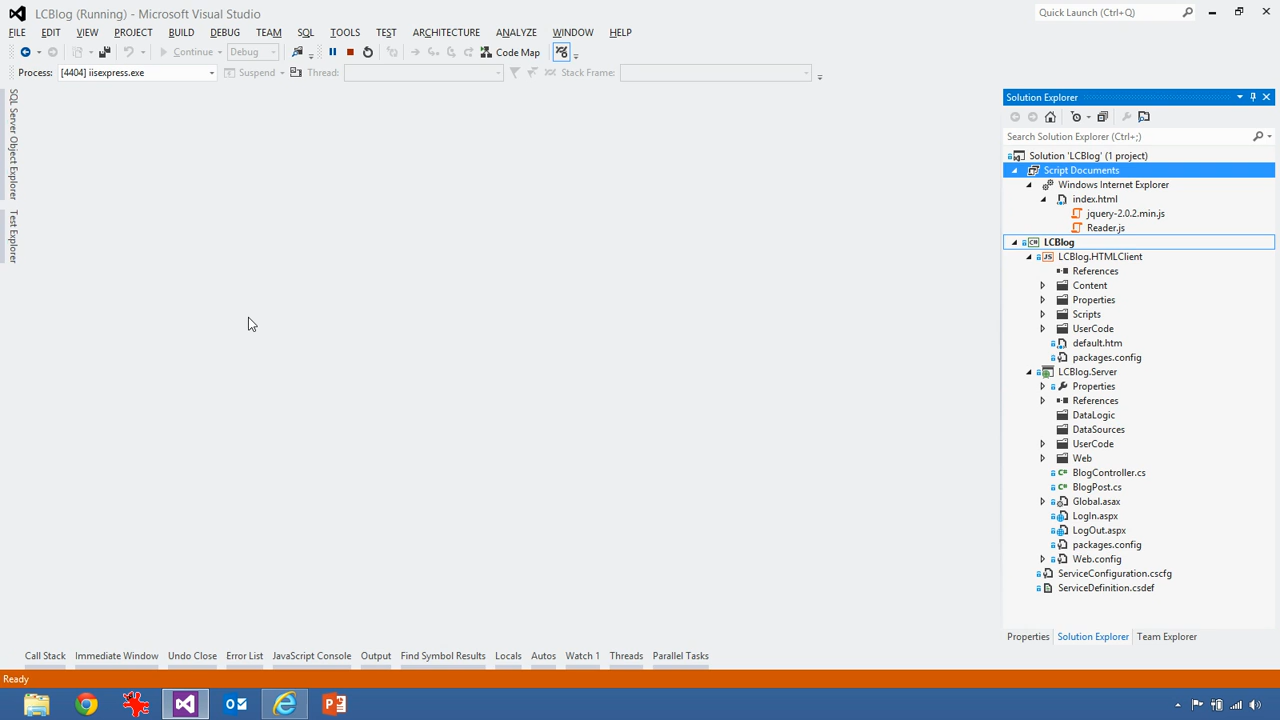 LCBlog (Running) - Microsoft Visual Studio
Quick Launch (Ctrl+Q)
FILE EDIT VIEW PROJECT BUILD DEBUG TEAM SQL TOOLS TEST ARCHITECTURE ANALYZE WINDOW HELP
Continue Debug Code Map
Process: [4404] iisexpress.exe Suspend Thread: Stack Frame:
SQL Server Object Explorer
Test Explorer
Solution Explorer
Search Solution Explorer (Ctrl+;)
Solution 'LCBlog' (1 project)
Script Documents
Windows Internet Explorer
index.html
jquery-2.0.2.min.js
Reader.js
LCBlog
LCBlog.HTMLClient
References
Content
Properties
Scripts
UserCode
default.htm
packages.config
LCBlog.Server
Properties
References
DataLogic
DataSources
UserCode
Web
BlogController.cs
BlogPost.cs
Global.asax
LogIn.aspx
LogOut.aspx
packages.config
Web.config
ServiceConfiguration.cscfg
ServiceDefinition.csdef
Properties Solution Explorer Team Explorer
Call Stack Immediate Window Undo Close Error List JavaScript Console Output Find Symbol Results Locals Autos Watch 1 Threads Parallel Tasks
Ready